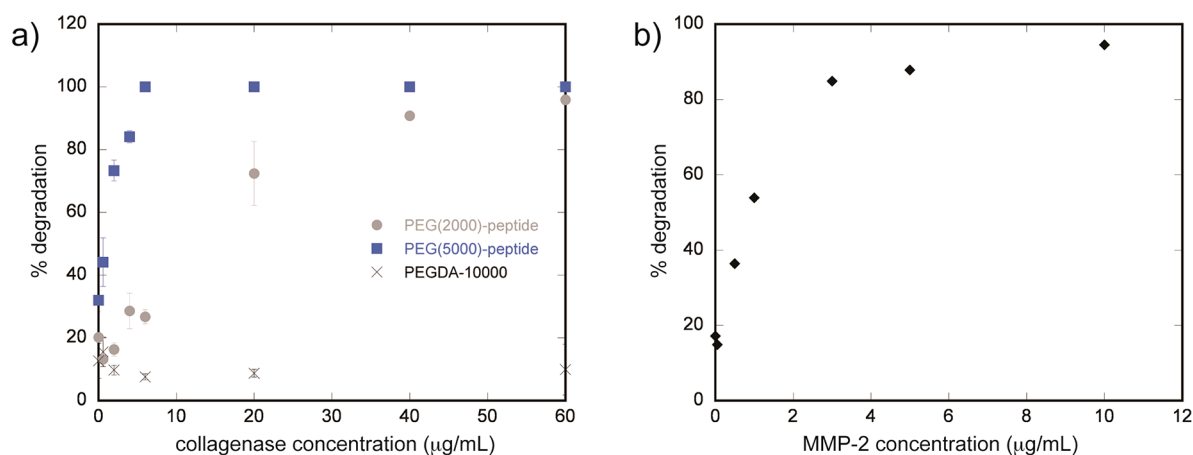 a)
120
100
80
60
40
20
0
% degradation
PEG(2000)-peptide
PEG(5000)-peptide
PEGDA-10000
0 10 20 30 40 50 60
collagenase concentration (μg/mL)
b)
100
80
60
40
20
0
% degradation
0 2 4 6 8 10 12
MMP-2 concentration (μg/mL)